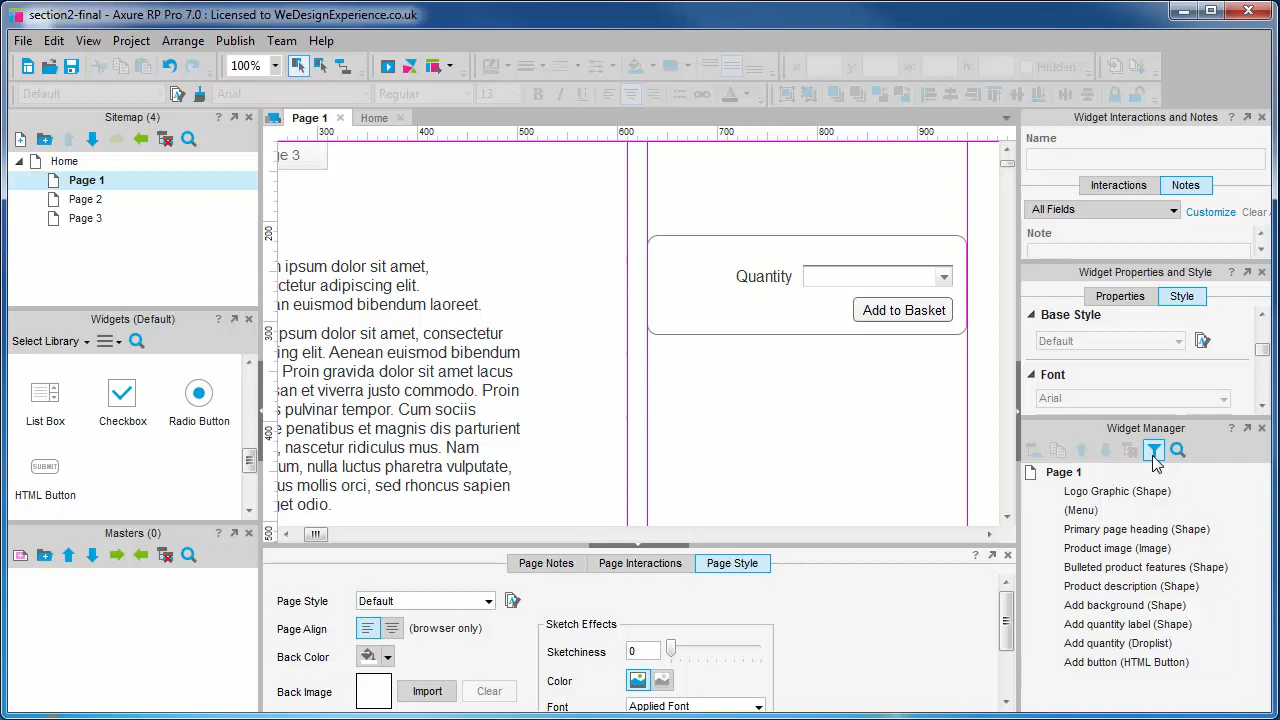 section2-final - Axure RP Pro 7.0 : Licensed to WeDesignExperience.co.uk
File Edit View Project Arrange Publish Team Help
100% x: y: w: h: Hidden
Default Arial Regular 13
Sitemap (4)
Home
Page 1
Page 2
Page 3
Widgets (Default)
Select Library
List Box Checkbox Radio Button
SUBMIT
HTML Button
Masters (0)
Page 1 Home
300 400 500 600 700 800 900
200
300
400
500
ge 3
n ipsum dolor sit amet,
ctetur adipiscing elit.
an euismod bibendum laoreet.
ipsum dolor sit amet, consectetur
ing elit. Aenean euismod bibendum
. Proin gravida dolor sit amet lacus
san et viverra justo commodo. Proin
s pulvinar tempor. Cum sociis
e penatibus et magnis dis parturient
, nascetur ridiculus mus. Nam
um, nulla luctus pharetra vulputate,
us mollis orci, sed rhoncus sapien
get odio.
Quantity
Add to Basket
Page Notes Page Interactions Page Style
Page Style Default
Page Align (browser only)
Back Color
Back Image Import Clear
Sketch Effects
Sketchiness 0
Color
Font Applied Font
Widget Interactions and Notes
Name
Interactions Notes
All Fields Customize Clear A
Note
Widget Properties and Style
Properties Style
Base Style
Default
Font
Arial
Widget Manager
Page 1
Logo Graphic (Shape)
(Menu)
Primary page heading (Shape)
Product image (Image)
Bulleted product features (Shape)
Product description (Shape)
Add background (Shape)
Add quantity label (Shape)
Add quantity (Droplist)
Add button (HTML Button)